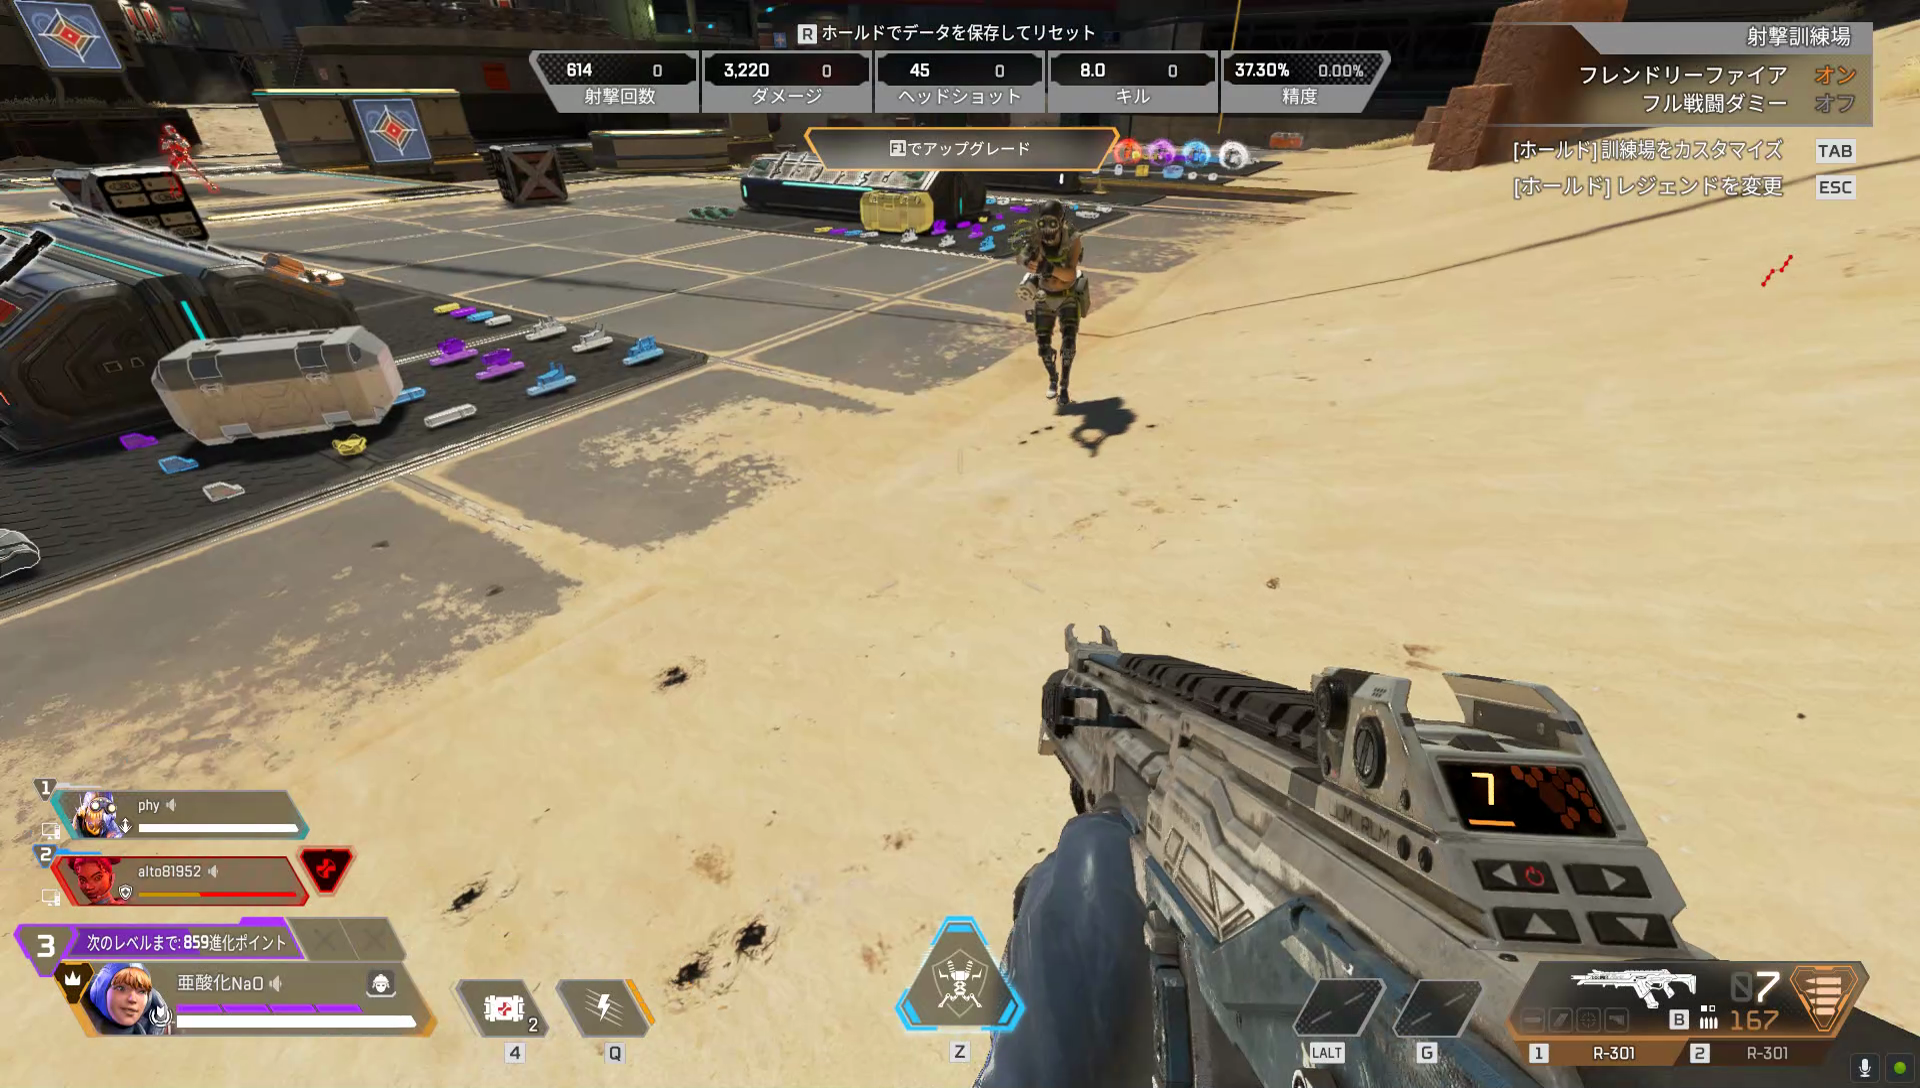 R ホールドでデータを保存してリセット
614 0 3,220 0 45 0 8.0 0 37.30% 0.00%
射撃回数 ダメージ ヘッドショット キル 精度
F1でアップグレード
射撃訓練場
フレンドリーファイア オン
フル戦闘ダミー オフ
[ホールド]訓練場をカスタマイズ TAB
[ホールド]レジェンドを変更 ESC
1
phy
2
alto81952
3 次のレベルまで:859進化ポイント
亜酸化NaO
2
4 Q Z LALT G
7
07
B 167
1 R-301 2 R-301